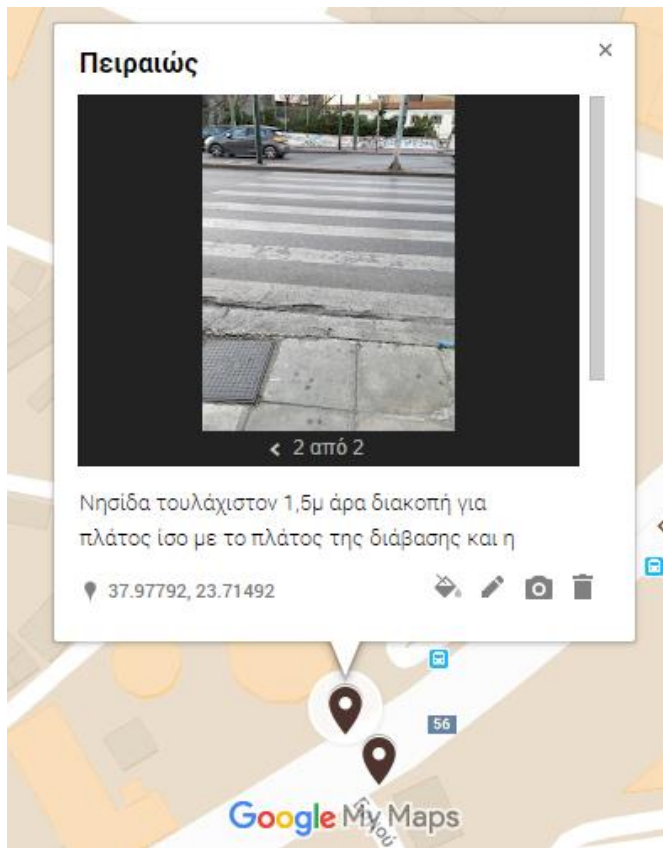 Πειραιώς
2 από 2
Νησίδα τουλάχιστον 1,5μ άρα διακοπή για
πλάτος ίσο με το πλάτος της διάβασης και η
37.97792, 23.71492
56
Google My Maps